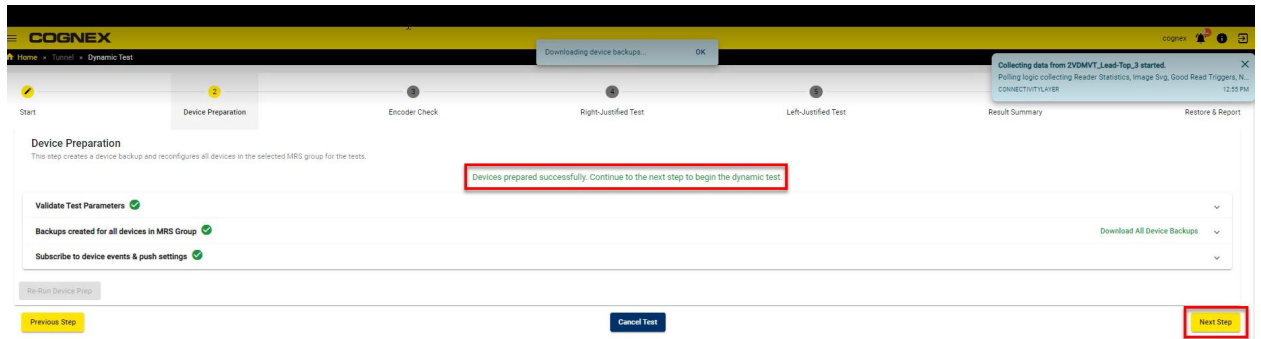 COGNEX
cognex
Home » Tunnel » Dynamic Test
Downloading device backups... OK
Collecting data from 2VDMVT_Lead-Top_3 started.
Polling logic collecting Reader Statistics, Image Svg, Good Read Triggers, N...
CONNECTIVITYLAYER 12:55 PM
2 3 4 5
Start Device Preparation Encoder Check Right-Justified Test Left-Justified Test Result Summary Restore & Report
Device Preparation
This step creates a device backup and reconfigures all devices in the selected MRS group for the tests.
Devices prepared successfully. Continue to the next step to begin the dynamic test.
Validate Test Parameters
Backups created for all devices in MRS Group Download All Device Backups
Subscribe to device events & push settings
Re-Run Device Prep
Previous Step Cancel Test Next Step